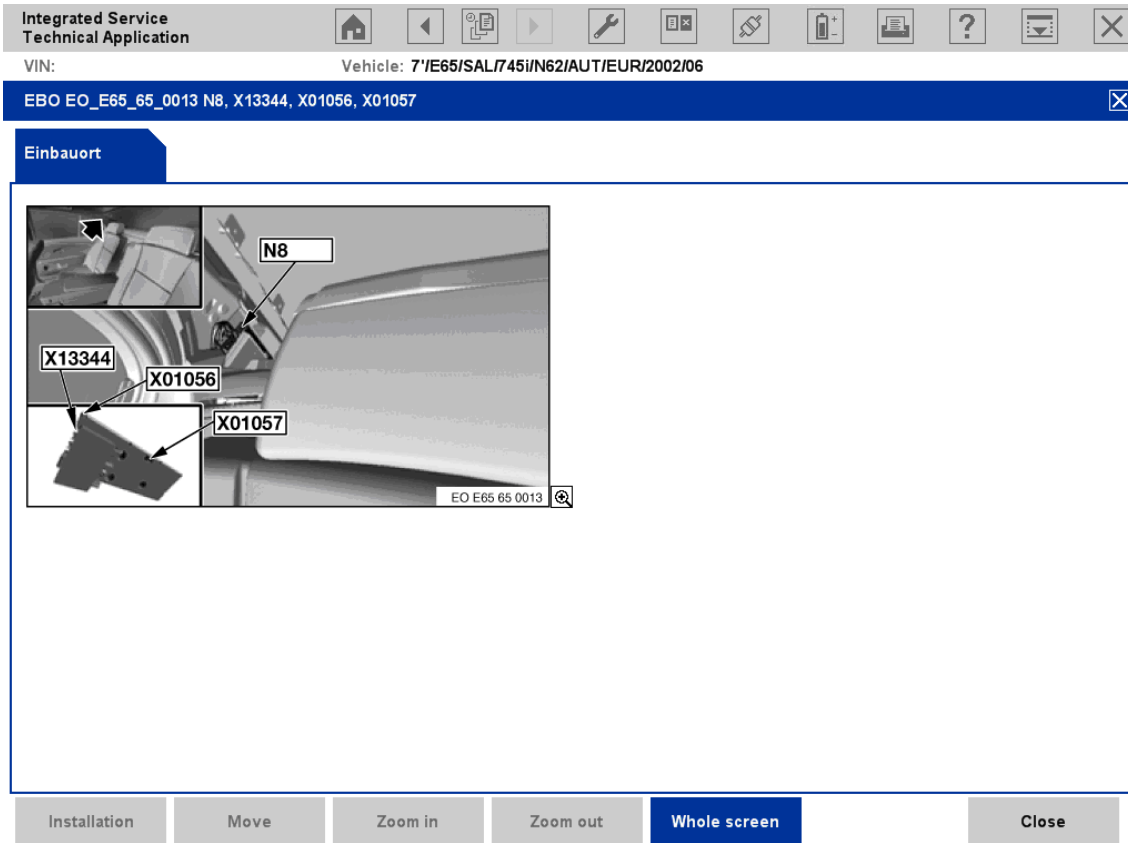 Integrated Service
Technical Application
VIN:
Vehicle: 7'/E65/SAL/745i/N62/AUT/EUR/2002/06
EBO EO_E65_65_0013 N8, X13344, X01056, X01057
Einbauort
N8
X13344
X01056
X01057
EO E65 65 0013
Installation
Move
Zoom in
Zoom out
Whole screen
Close